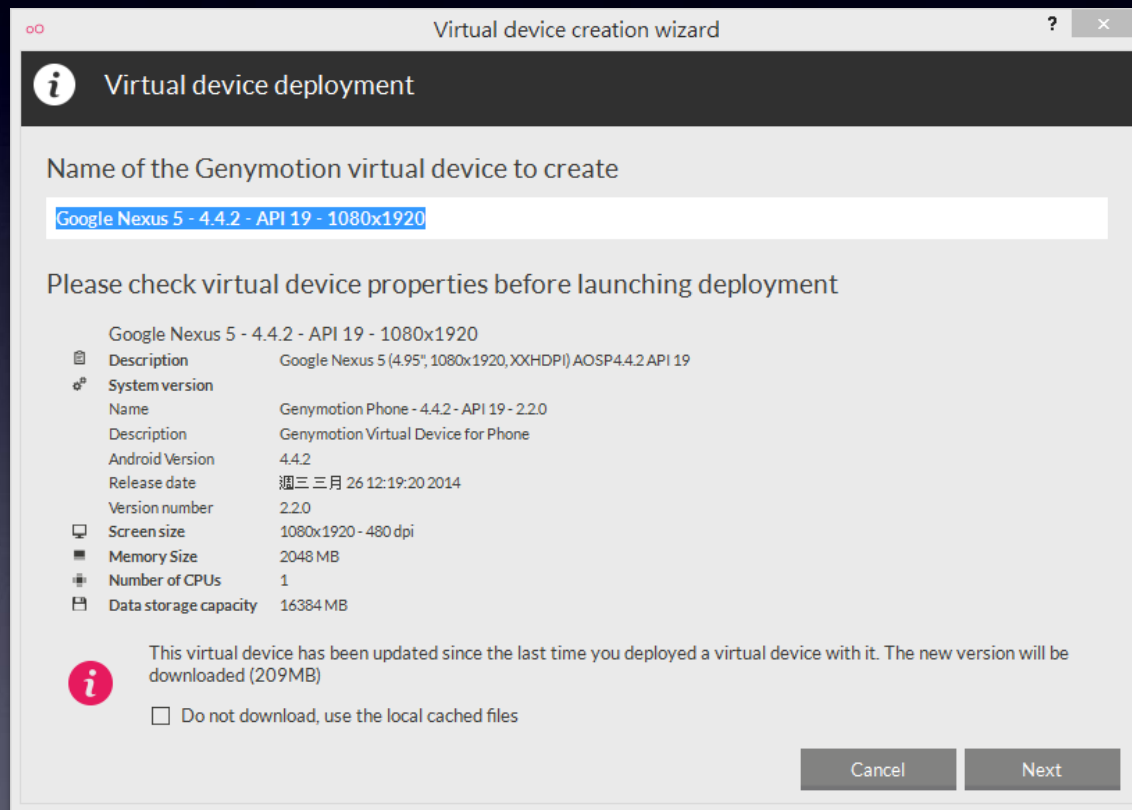 Virtual device creation wizard
?
Virtual device deployment
Name of the Genymotion virtual device to create
Google Nexus 5 - 4.4.2 - API 19 - 1080x1920
Please check virtual device properties before launching deployment
Google Nexus 5 - 4.4.2 - API 19 - 1080x1920
Description Google Nexus 5 (4.95", 1080x1920, XXHDPI) AOSP4.4.2 API 19
System version
Name Genymotion Phone - 4.4.2 - API 19 - 2.2.0
Description Genymotion Virtual Device for Phone
Android Version 4.4.2
Release date 週三 三月 26 12:19:20 2014
Version number 2.2.0
Screen size 1080x1920 - 480 dpi
Memory Size 2048 MB
Number of CPUs 1
Data storage capacity 16384 MB
This virtual device has been updated since the last time you deployed a virtual device with it. The new version will be
downloaded (209MB)
Do not download, use the local cached files
Cancel Next